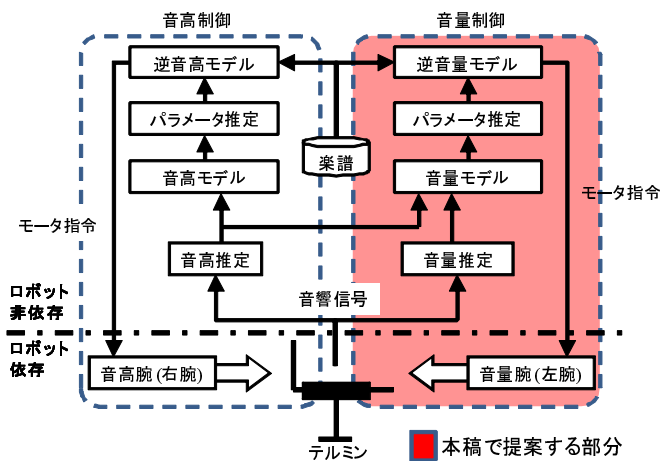 音高制御
音量制御
逆音高モデル
逆音量モデル
パラメータ推定
パラメータ推定
楽譜
音高モデル
音量モデル
モータ指令
モータ指令
音高推定
音量推定
音響信号
ロボット
非依存
ロボット
依存
音高腕(右腕)
音量腕(左腕)
テルミン
本稿で提案する部分